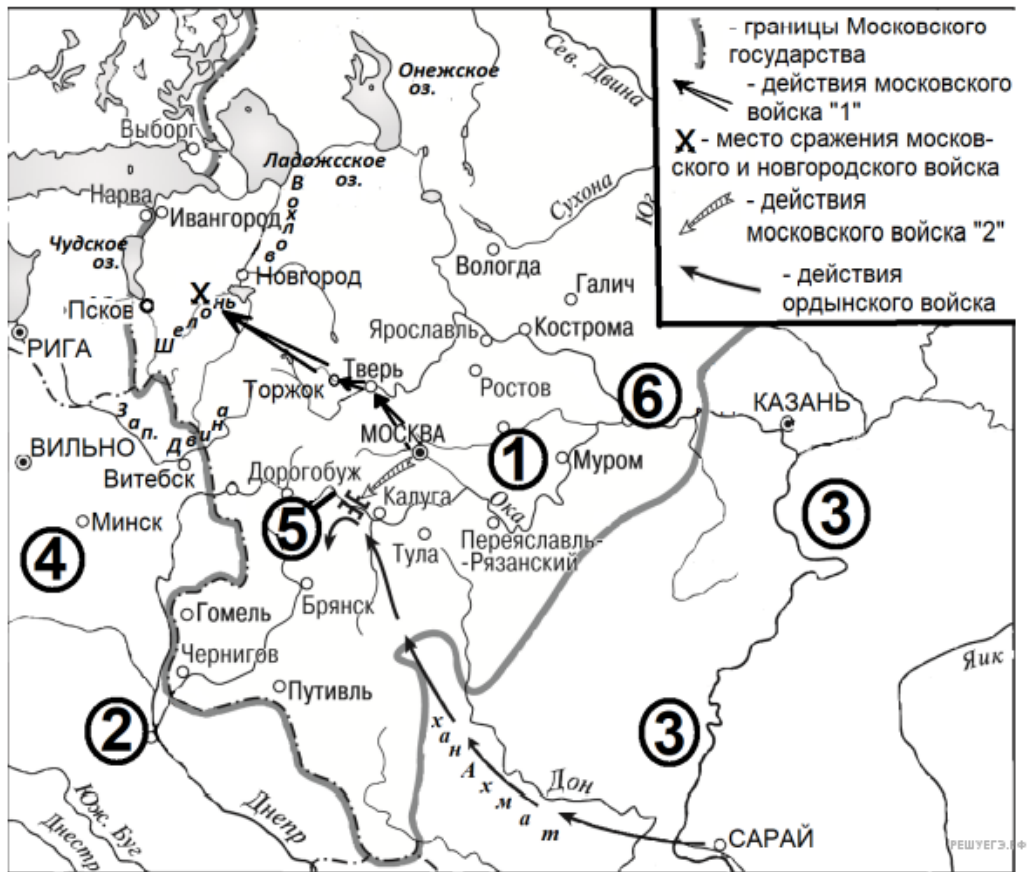 - границы Московского
государства
- действия московского
войска "1"
Х - место сражения москов-
ского и новгородского войска
- действия
московского войска "2"
- действия
ордынского войска
Онежское
оз.
Сев. Двина
Выборг
Ладожсское
оз.
Волхов
Сухона
Юг
Нарва
Ивангород
Чудское
оз.
Новгород
Вологда
Галич
Х
Псков
Шелонь
Ярославль
Кострома
РИГА
Тверь
Торжок
Ростов
6
КАЗАНЬ
Зап. Двина
МОСКВА
1
Муром
ВИЛЬНО
Витебск
Дорогобуж
Калуга
Ока
3
Минск
5
Тула
Переяславль-
-Рязанский
4
Брянск
Гомель
Чернигов
Путивль
Яик
2
3
хан Ахмат
Дон
Юж. Буг
Днестр
Днепр
САРАЙ
РЕШУЕГЭ.РФ